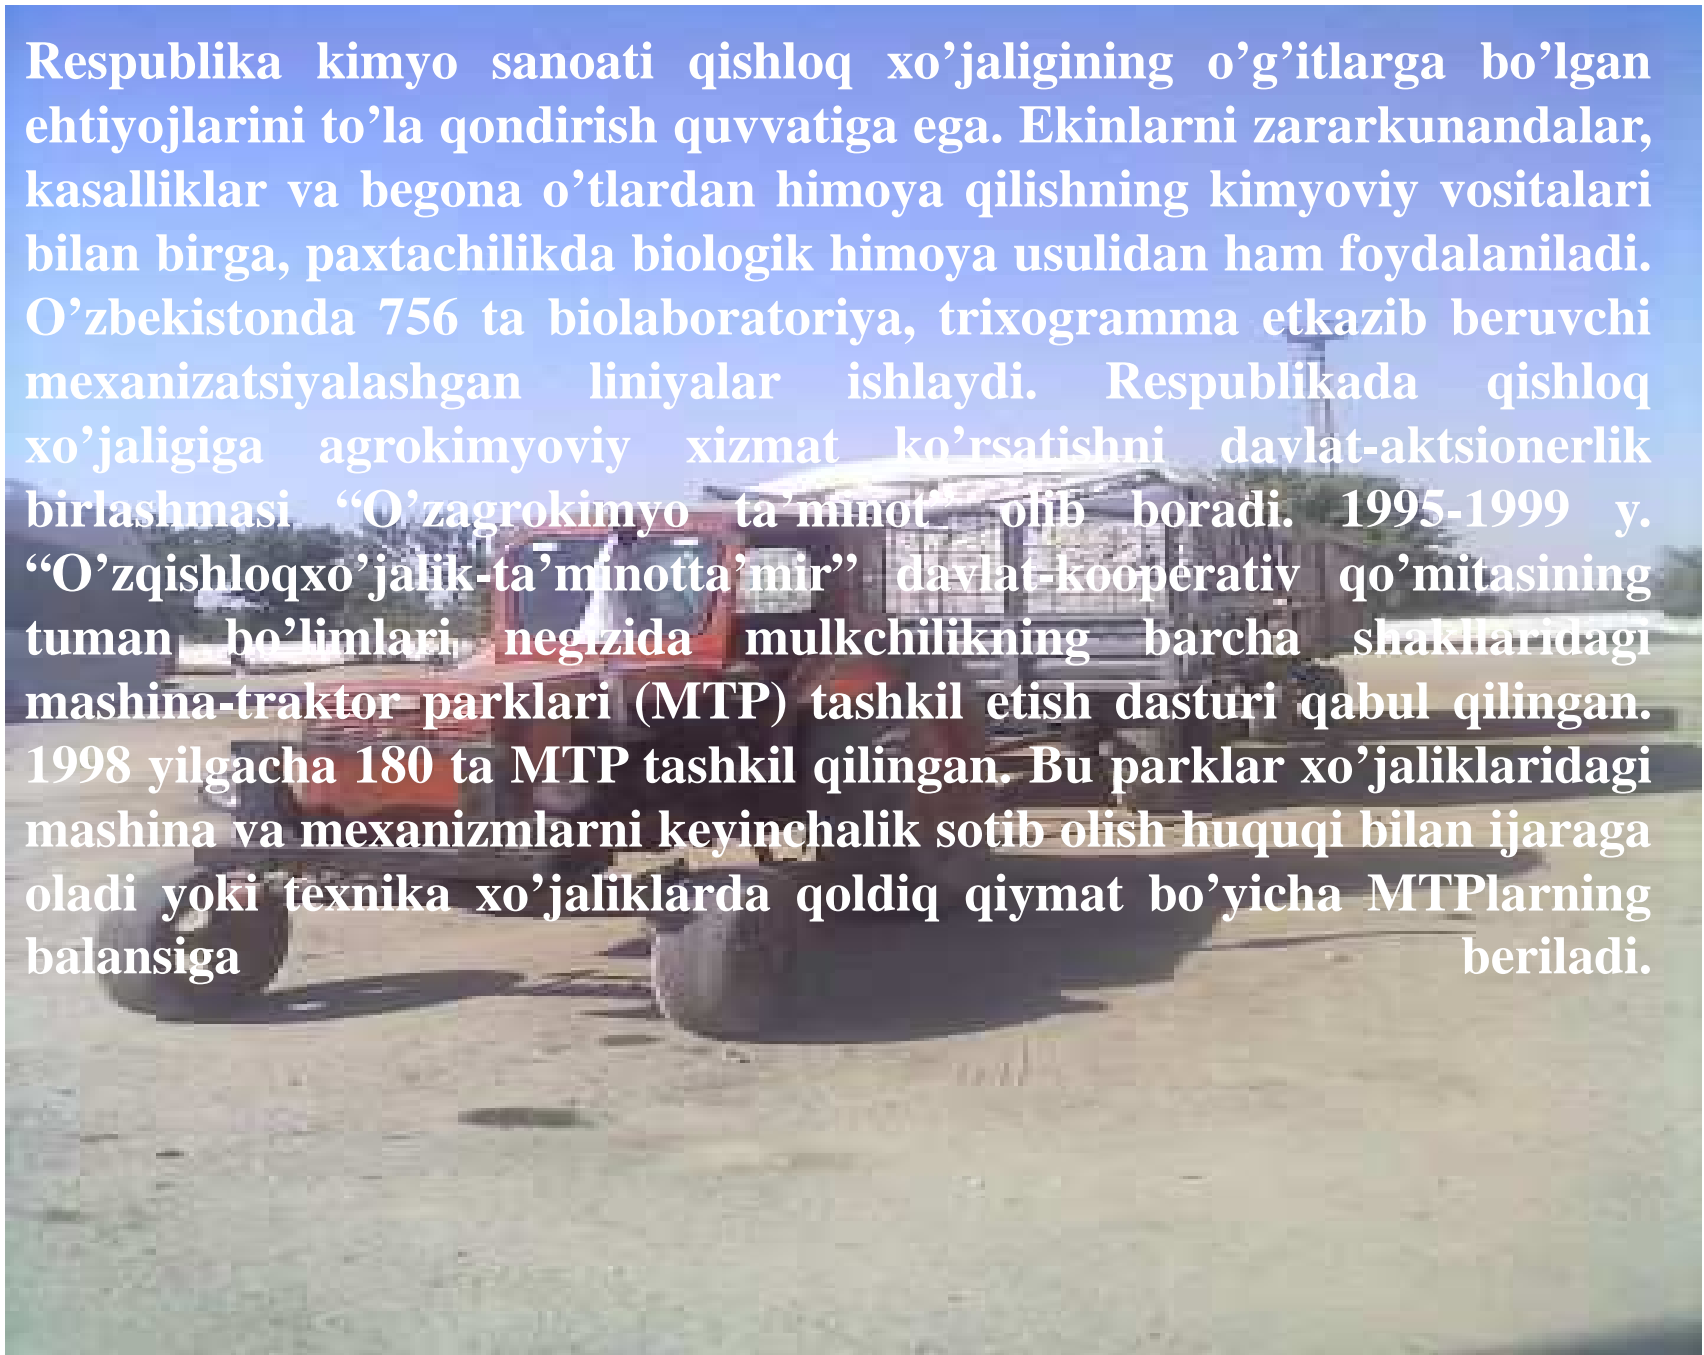 Respublika kimyo sanoati qishloq xo’jaligining o’g’itlarga bo’lgan
ehtiyojlarini to’la qondirish quvvatiga ega. Ekinlarni zararkunandalar,
kasalliklar va begona o’tlardan himoya qilishning kimyoviy vositalari
bilan birga, paxtachilikda biologik himoya usulidan ham foydalaniladi.
O’zbekistonda 756 ta biolaboratoriya, trixogramma etkazib beruvchi
mexanizatsiyalashgan liniyalar ishlaydi. Respublikada qishloq
xo’jaligiga agrokimyoviy xizmat ko’rsatishni davlat-aktsionerlik
birlashmasi “O’zagrokimyo ta’minot” olib boradi. 1995-1999 y.
“O’zqishloqxo’jalik-ta’minotta’mir” davlat-kooperativ qo’mitasining
tuman bo’limlari negizida mulkchilikning barcha shakllaridagi
mashina-traktor parklari (MTP) tashkil etish dasturi qabul qilingan.
1998 yilgacha 180 ta MTP tashkil qilingan. Bu parklar xo’jaliklaridagi
mashina va mexanizmlarni keyinchalik sotib olish huquqi bilan ijaraga
oladi yoki texnika xo’jaliklarda qoldiq qiymat bo’yicha MTPlarning
balansiga beriladi.